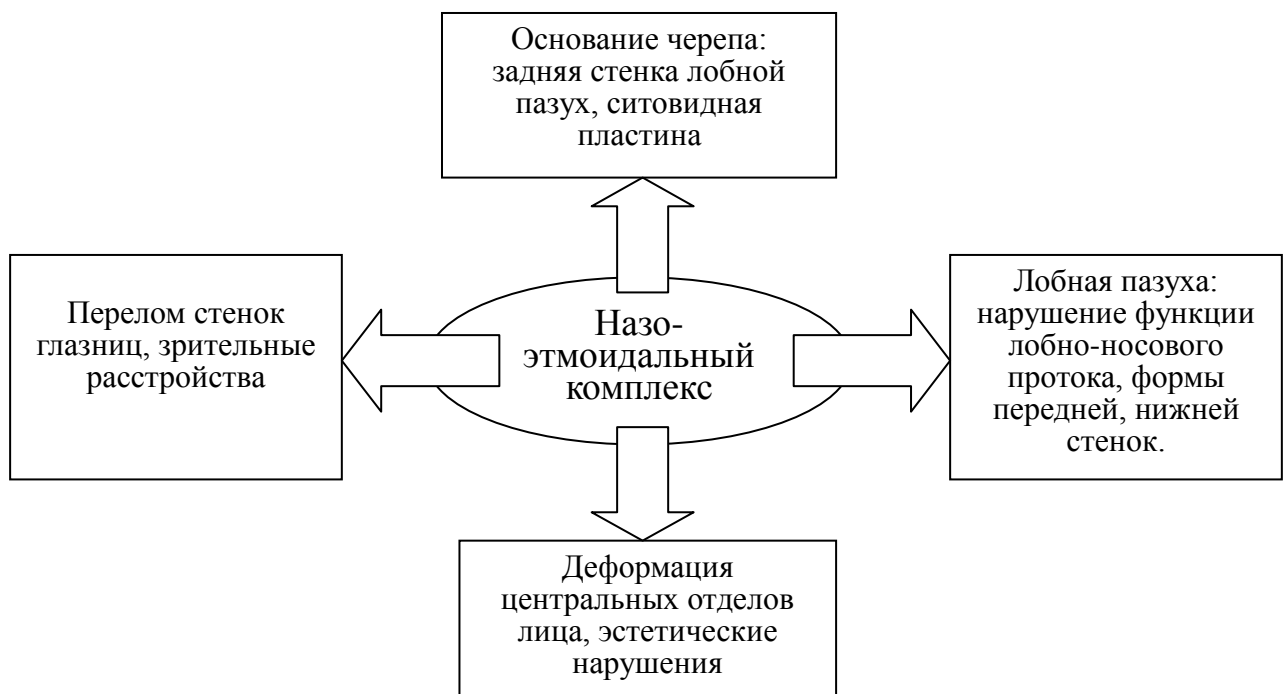 Основание черепа:
задняя стенка лобной
пазух, ситовидная
пластина
Перелом стенок
глазниц, зрительные
расстройства
Назо-
этмоидальный
комплекс
Лобная пазуха:
нарушение функции
лобно-носового
протока, формы
передней, нижней
стенок.
Деформация
центральных отделов
лица, эстетические
нарушения